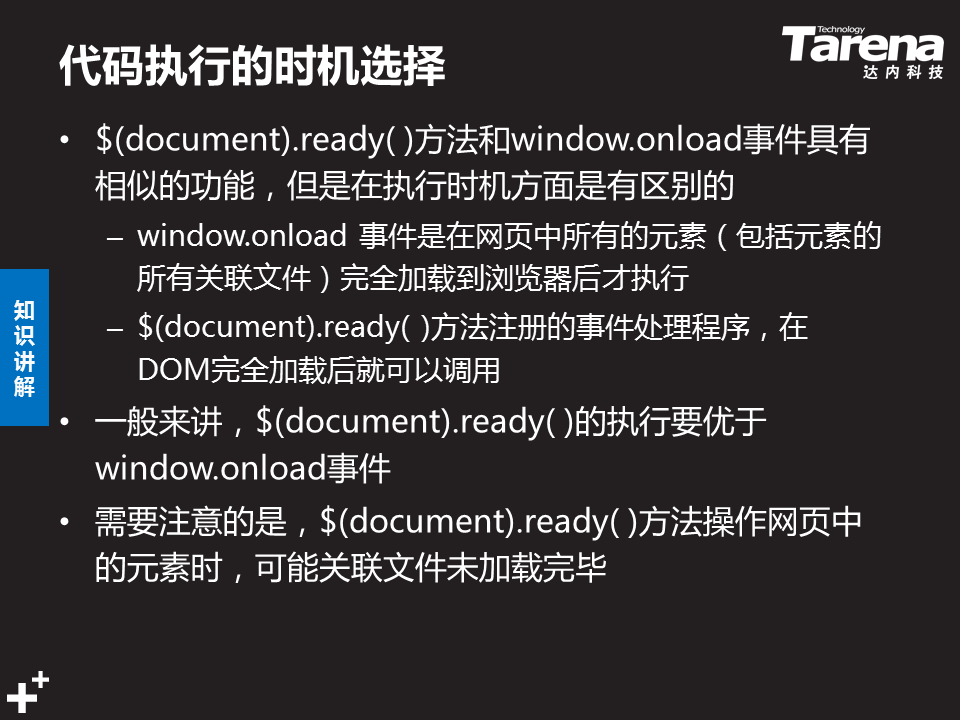 代码执行的时机选择
Technology
Tarena
达内科技
• $(document).ready( )方法和window.onload事件具有
相似的功能，但是在执行时机方面是有区别的
– window.onload 事件是在网页中所有的元素（包括元素的
所有关联文件）完全加载到浏览器后才执行
– $(document).ready( )方法注册的事件处理程序，在
DOM完全加载后就可以调用
• 一般来讲，$(document).ready( )的执行要优于
window.onload事件
• 需要注意的是，$(document).ready( )方法操作网页中
的元素时，可能关联文件未加载完毕
知
识
讲
解